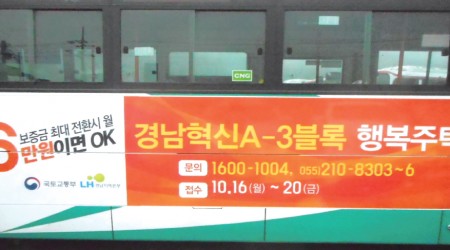 CNG
보증금 최대 전환시 월
6만원이면 OK
경남혁신A-3블록 행복주택
문의 1600-1004, (055)210-8303~6
접수 10.16(월) ~ 20(금)
국토교통부 LH